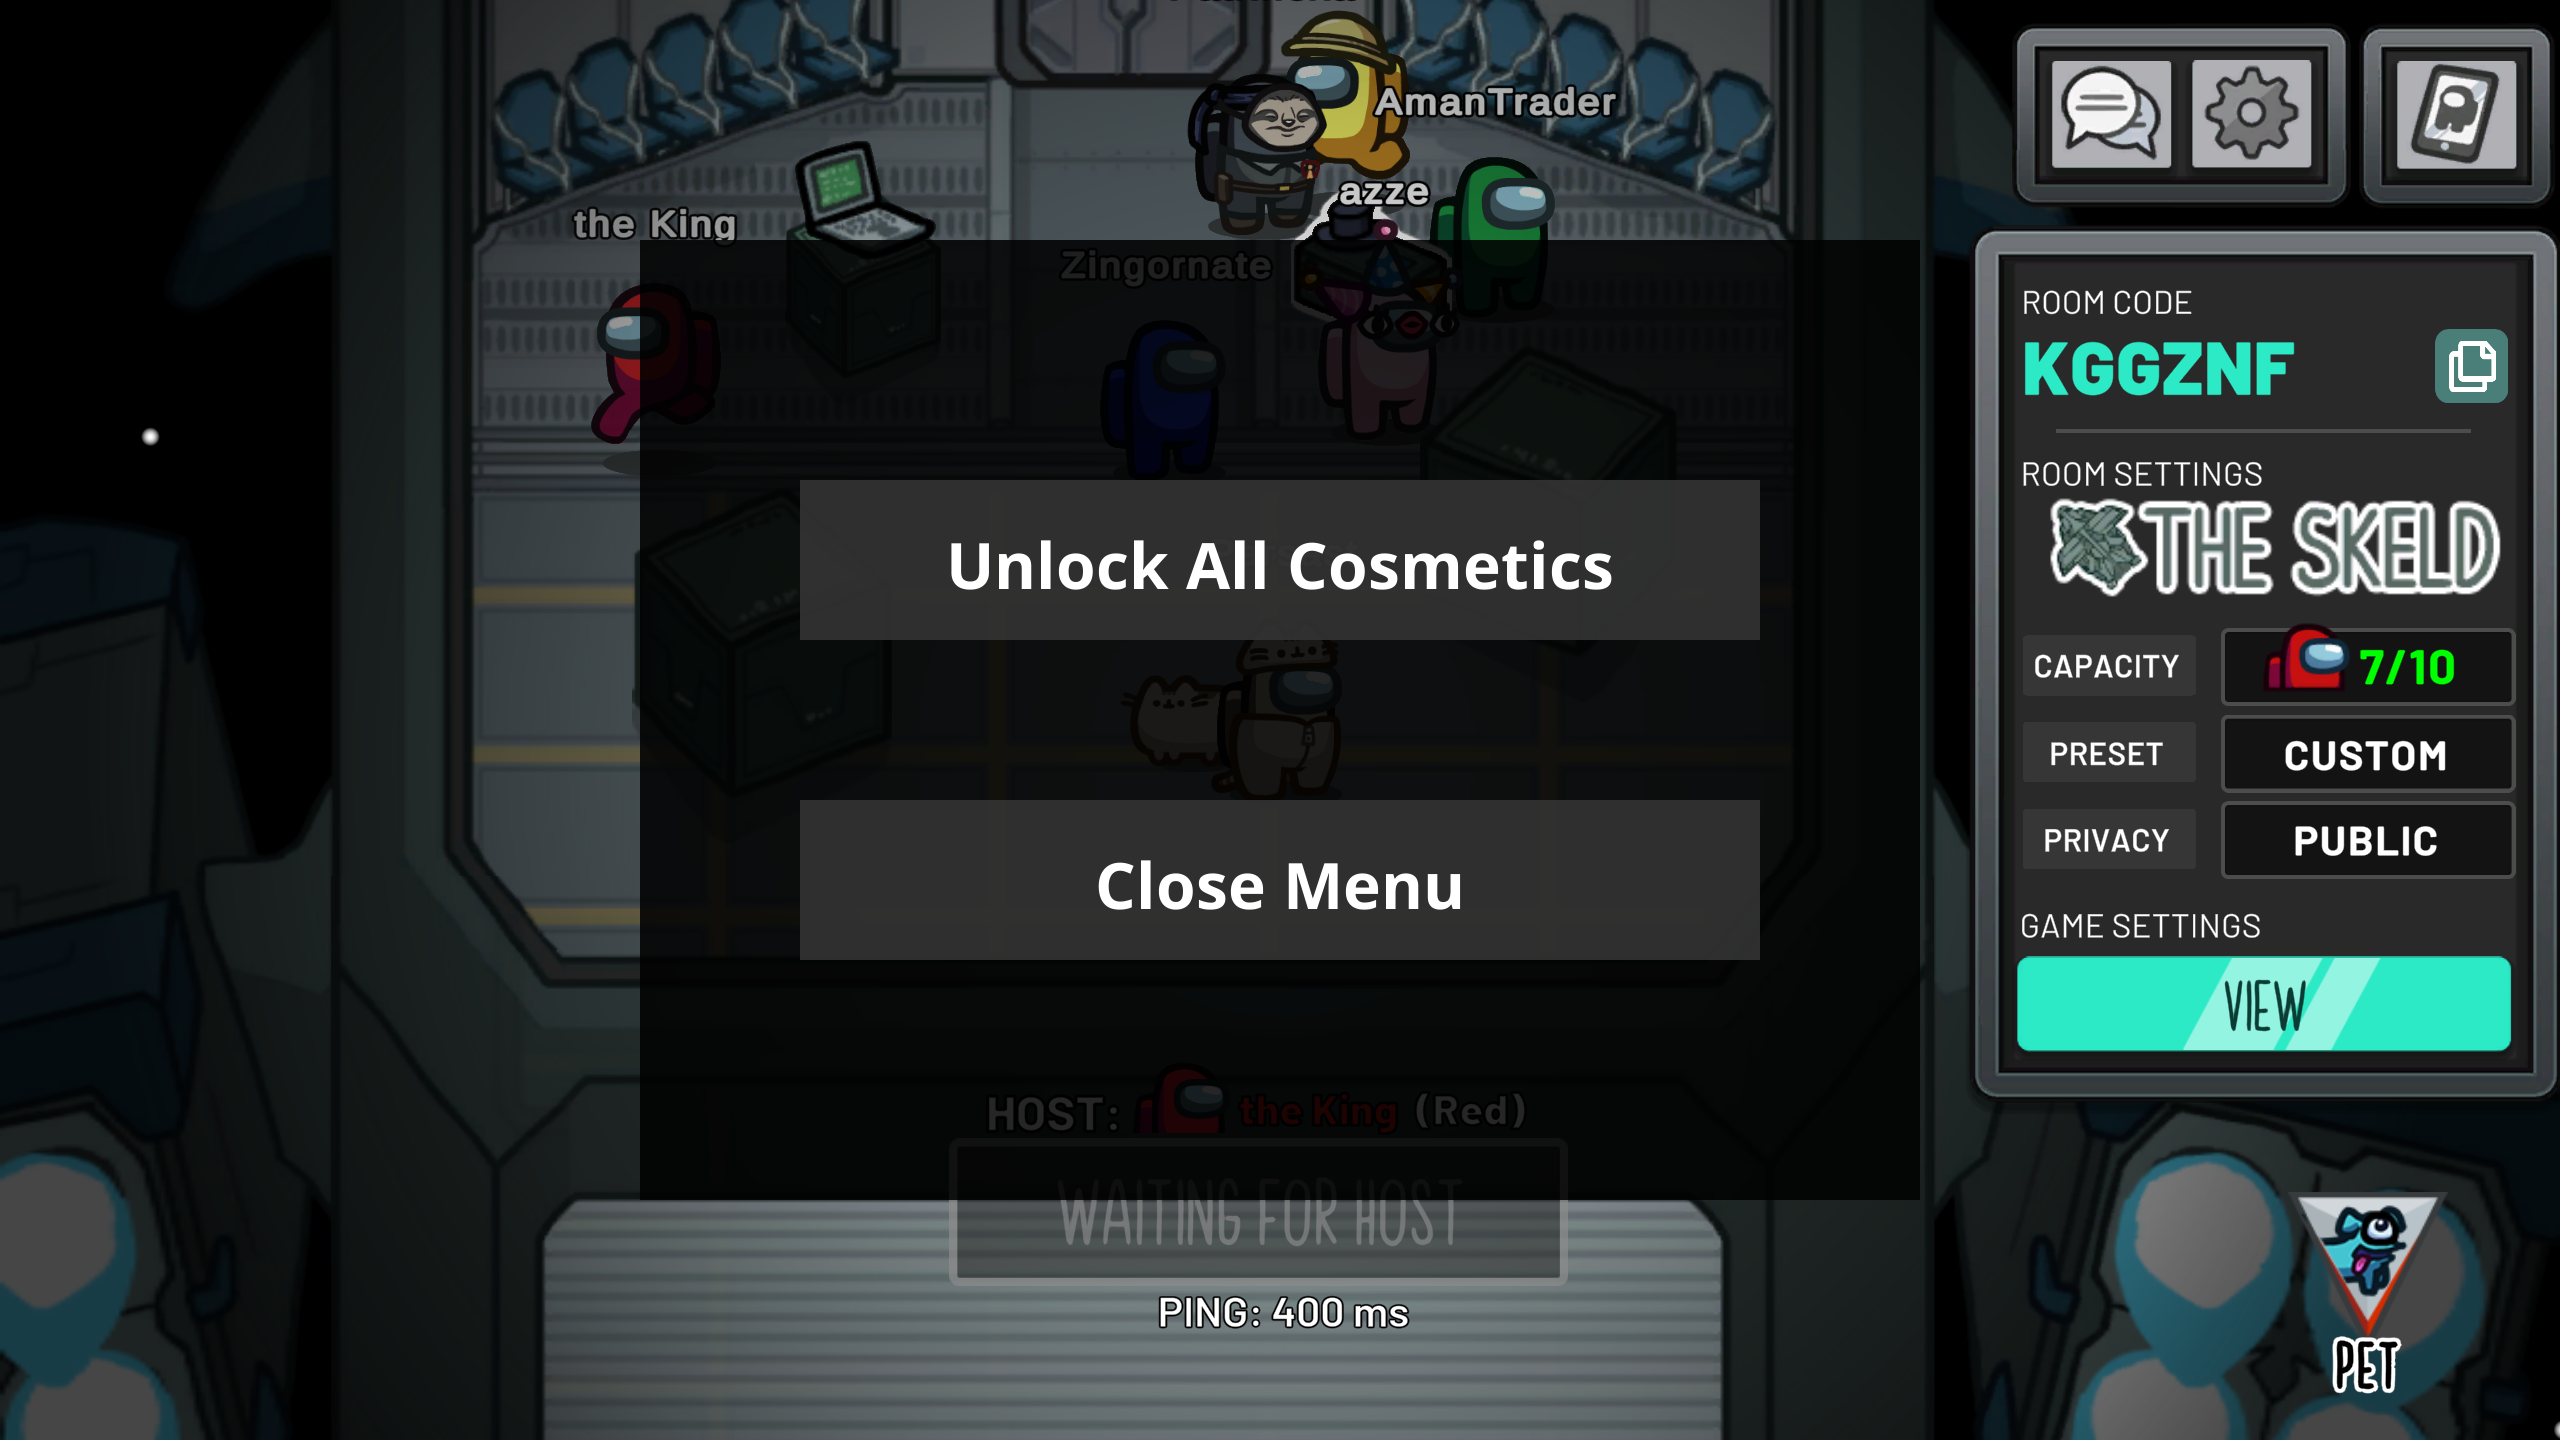 AmanTrader
azze
the King
Zingornate
Unlock All Cosmetics
Close Menu
HOST: the King (Red)
WAITING FOR HOST
PING: 400 ms
ROOM CODE
KGGZNF
ROOM SETTINGS
THE SKELD
CAPACITY 7/10
PRESET CUSTOM
PRIVACY PUBLIC
GAME SETTINGS
VIEW
PET